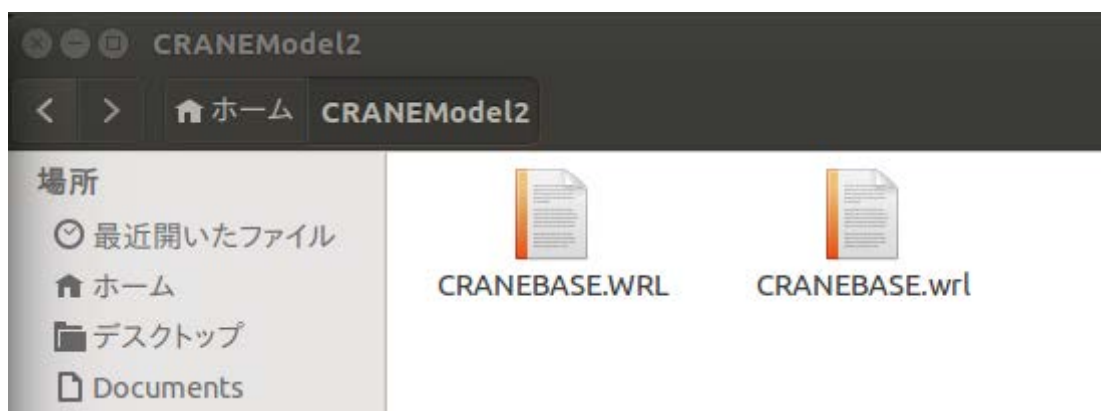 CRANEModel2
ホーム CRANEModel2
場所
最近開いたファイル
ホーム
デスクトップ
Documents
CRANEBASE.WRL CRANEBASE.wrl